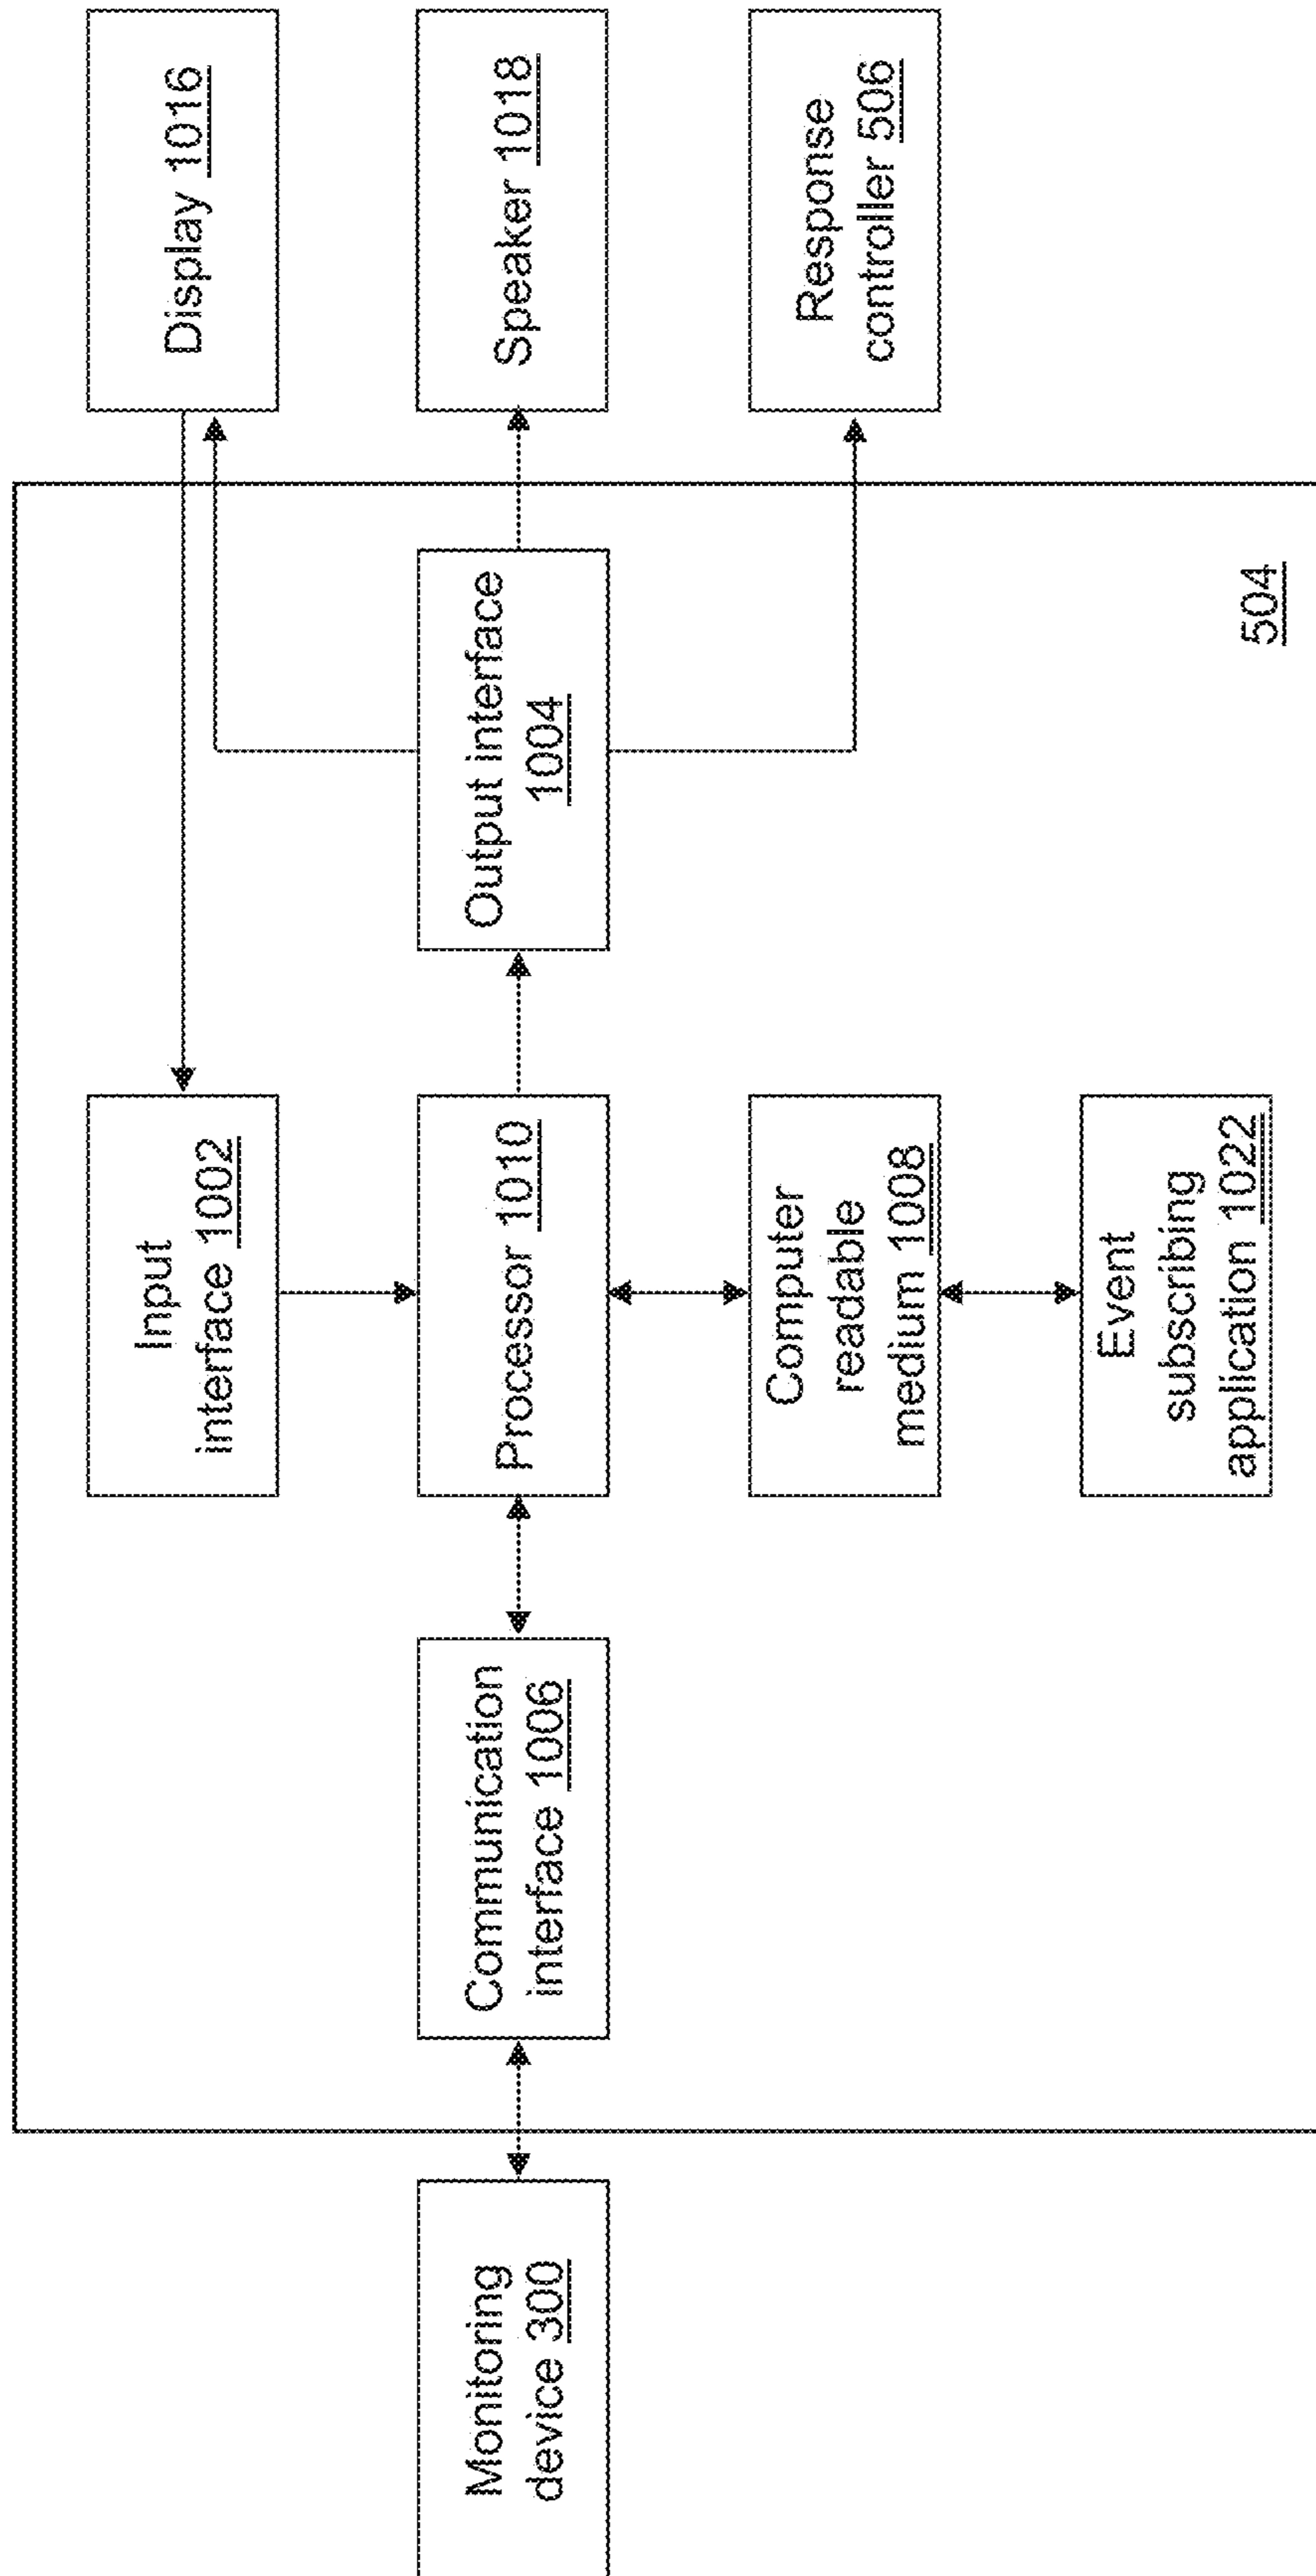 Monitoring
device 300
Communication
interface 1006
Input
interface 1002
Processor 1010
Computer
readable
medium 1008
Event
subscribing
application 1022
Output interface
1004
Display 1016
Speaker 1018
Response
controller 506
504